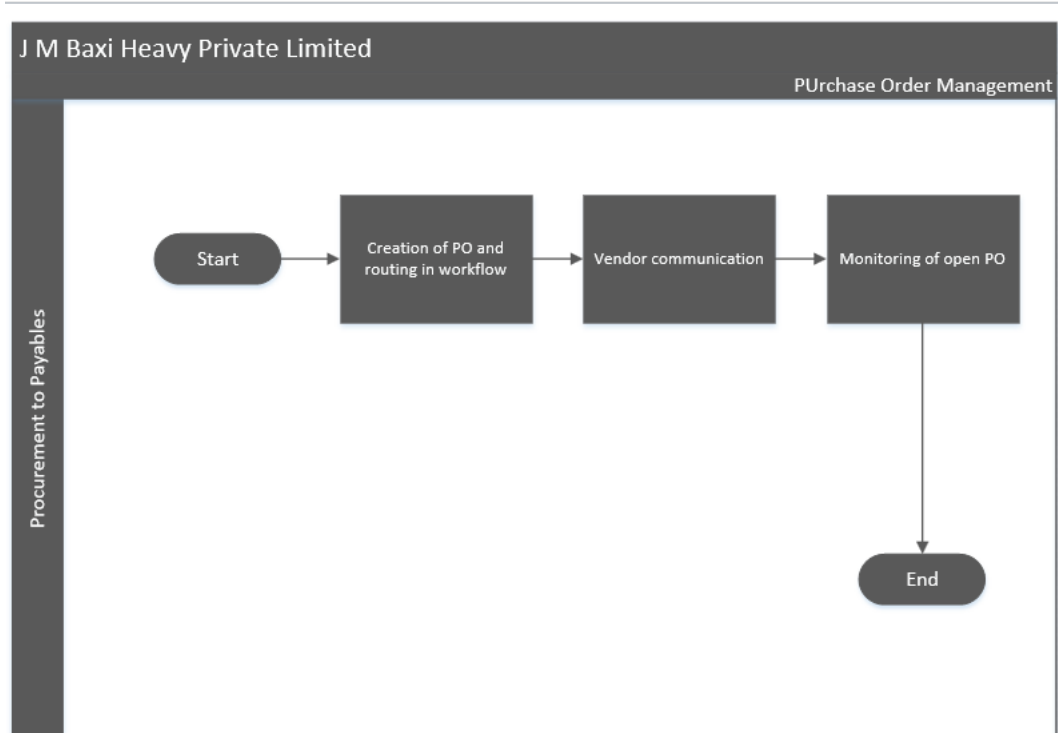 J M Baxi Heavy Private Limited
PUrchase Order Management
Procurement to Payables
Start
Creation of PO and
routing in workflow
Vendor communication
Monitoring of open PO
End